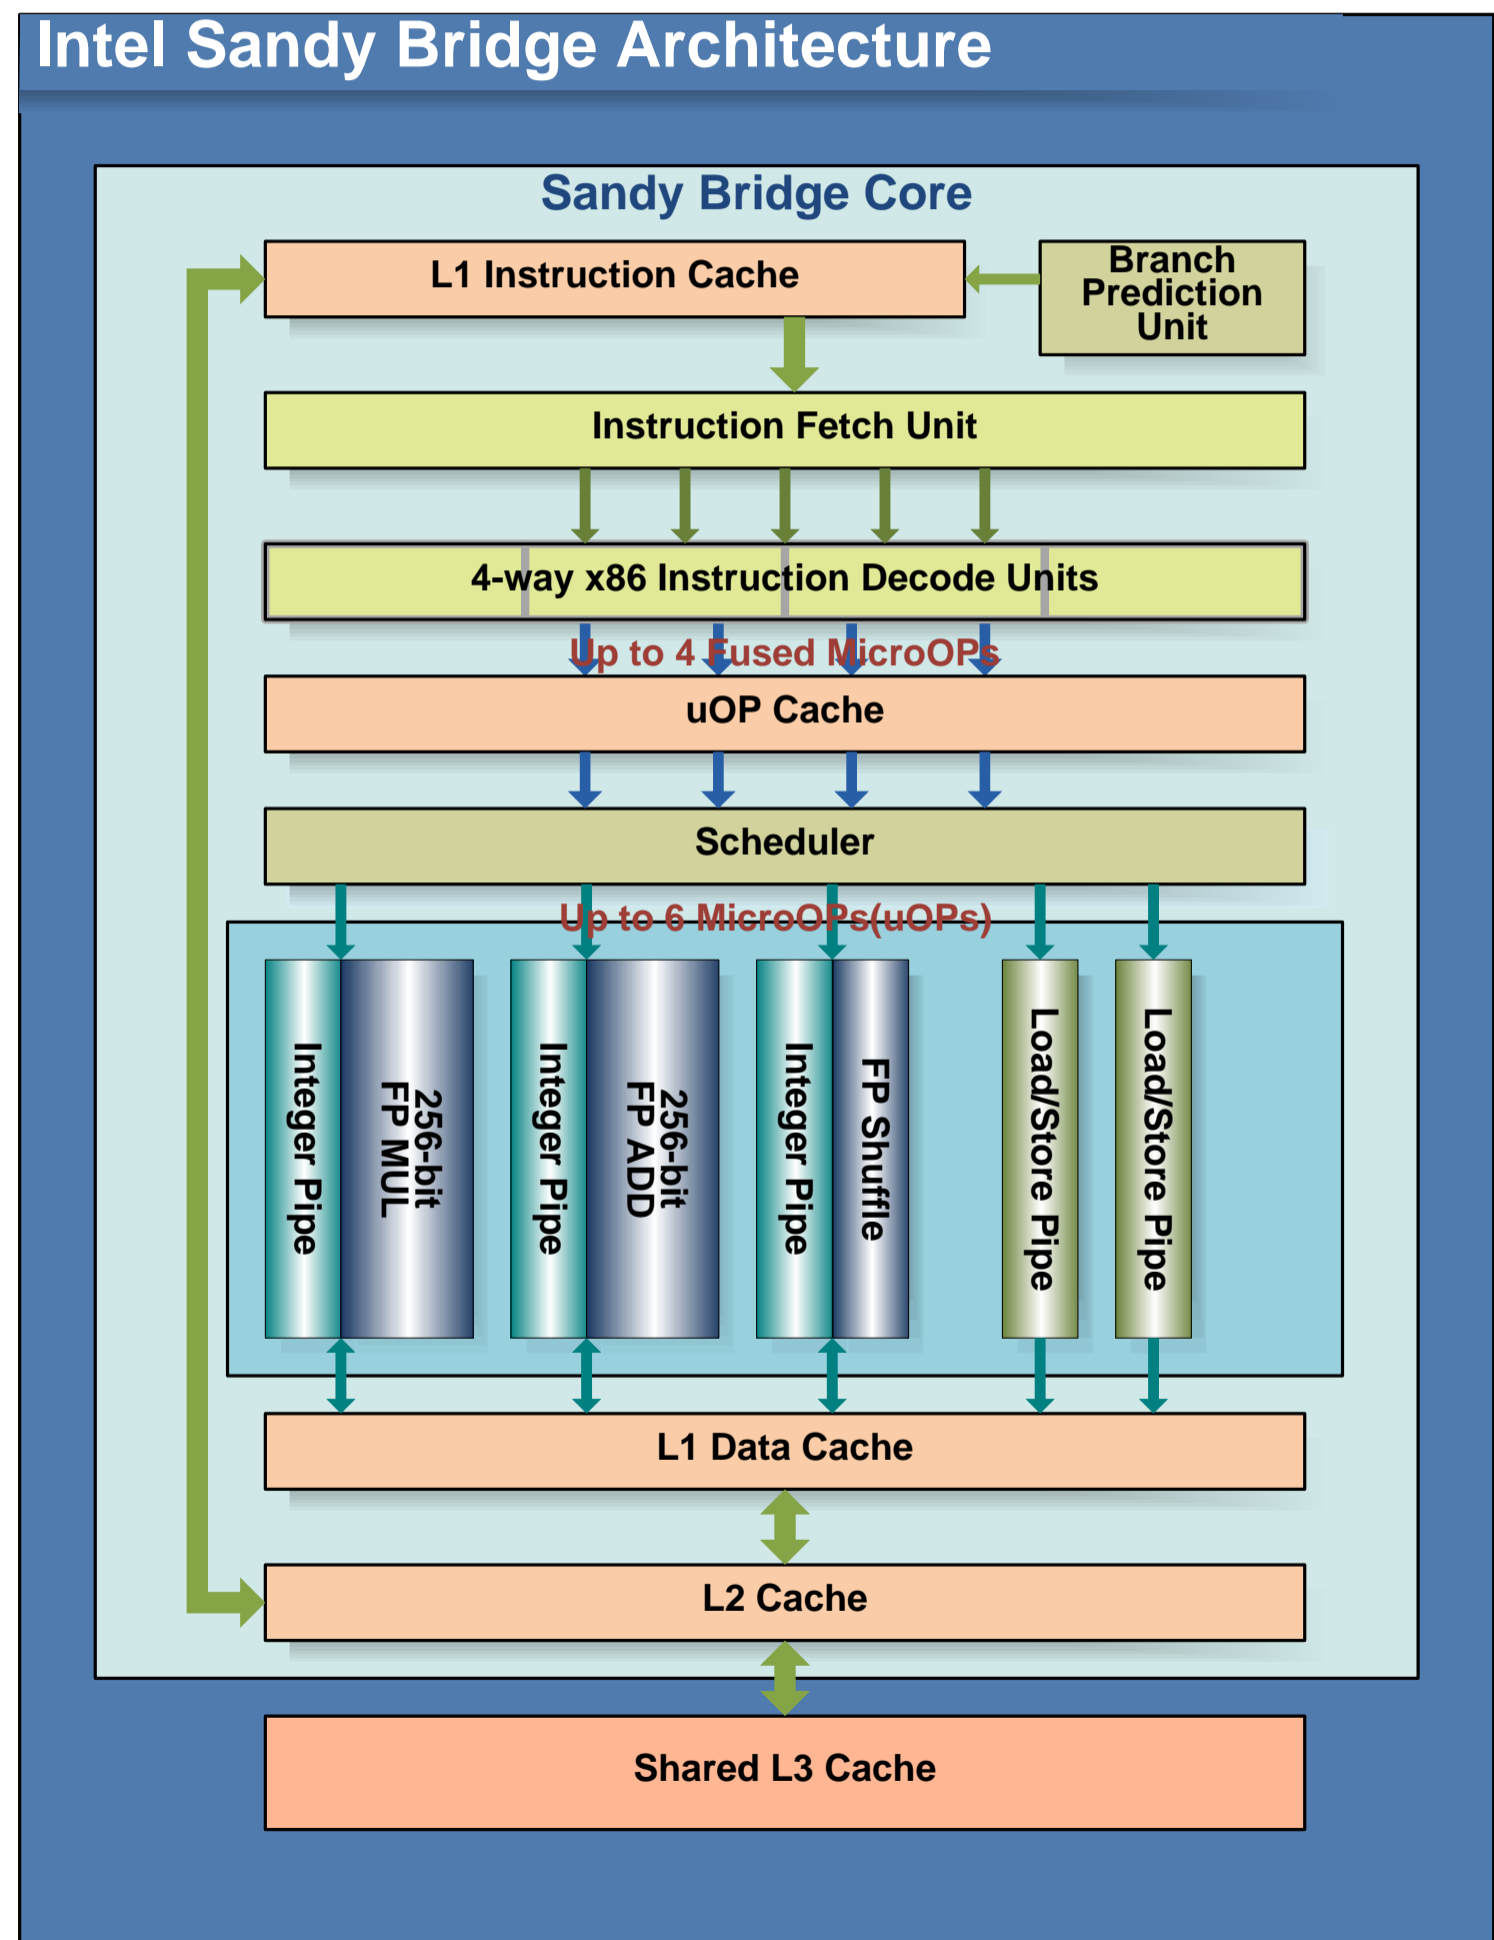 Intel Sandy Bridge Architecture
Sandy Bridge Core
L1 Instruction Cache
Branch
Prediction
Unit
Instruction Fetch Unit
4-way x86 Instruction Decode Units
Up to 4 Fused MicroOPs
uOP Cache
Scheduler
Up to 6 MicroOPs(uOPs)
Integer Pipe
256-bit
FP MUL
Integer Pipe
256-bit
FP ADD
Integer Pipe
FP Shuffle
Load/Store Pipe
Load/Store Pipe
L1 Data Cache
L2 Cache
Shared L3 Cache